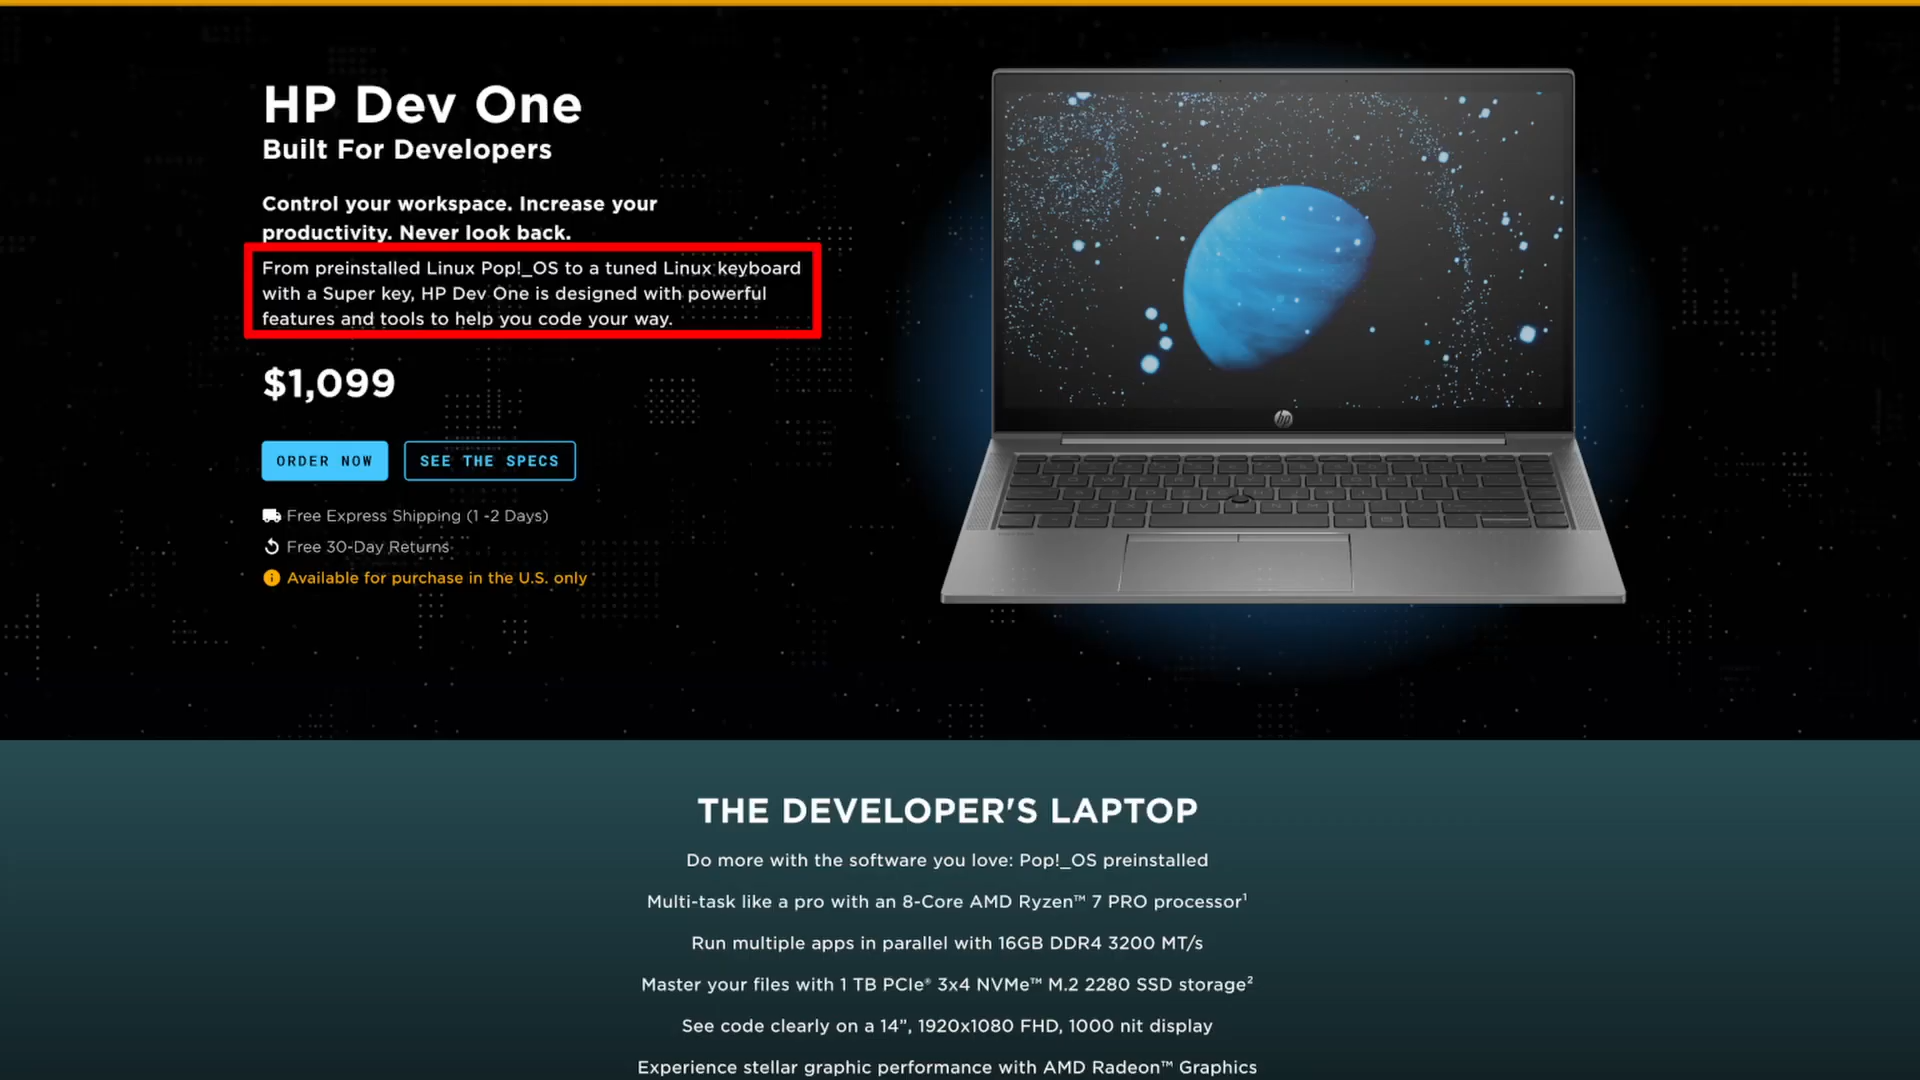 HP Dev One
Built For Developers
Control your workspace. Increase your
productivity. Never look back.
From preinstalled Linux Pop!_OS to a tuned Linux keyboard
with a Super key, HP Dev One is designed with powerful
features and tools to help you code your way.
$1,099
ORDER NOW
SEE THE SPECS
Free Express Shipping (1 -2 Days)
Free 30-Day Returns
Available for purchase in the U.S. only
hp
THE DEVELOPER'S LAPTOP
Do more with the software you love: Pop!_OS preinstalled
Multi-task like a pro with an 8-Core AMD Ryzen™ 7 PRO processor¹
Run multiple apps in parallel with 16GB DDR4 3200 MT/s
Master your files with 1 TB PCIe® 3x4 NVMe™ M.2 2280 SSD storage²
See code clearly on a 14”, 1920x1080 FHD, 1000 nit display
Experience stellar graphic performance with AMD Radeon™ Graphics